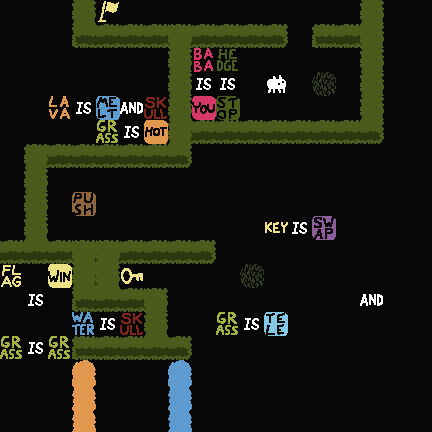 BABA HEDGE
IS IS
YOU STOP
LAVA IS MELT AND SKULL
GRASS IS HOT
PUSH
KEY IS SWAP
FLAG WIN
IS
AND
WATER IS SKULL
GRASS IS TELE
GRASS IS GRASS